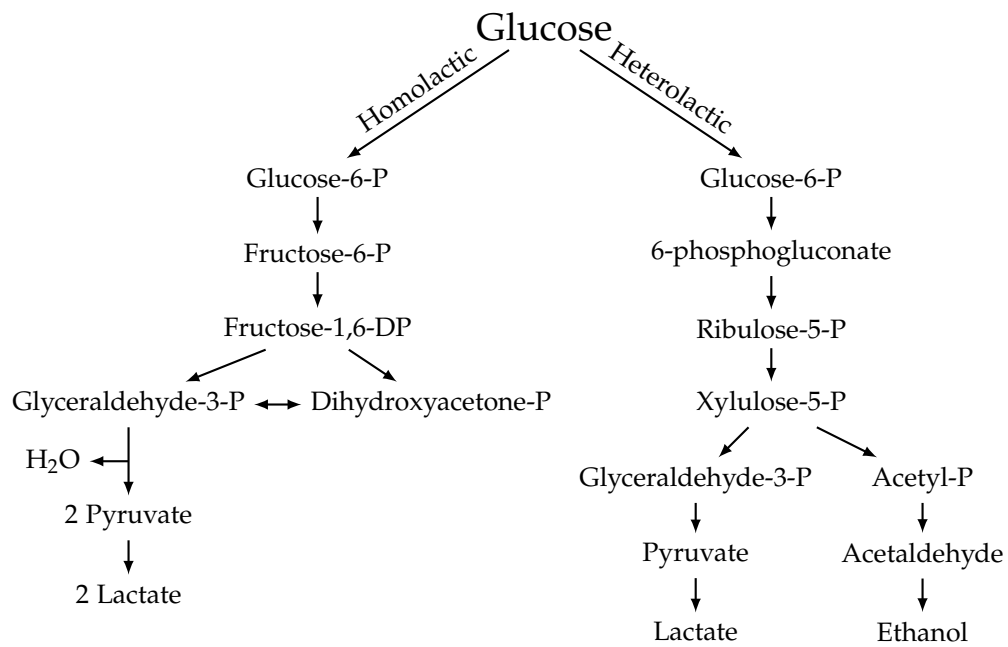 Glucose
Homolactic
Heterolactic
Glucose-6-P
Glucose-6-P
Fructose-6-P
6-phosphogluconate
Fructose-1,6-DP
Ribulose-5-P
Glyceraldehyde-3-P
Dihydroxyacetone-P
Xylulose-5-P
H₂O
Glyceraldehyde-3-P
Acetyl-P
2 Pyruvate
Pyruvate
Acetaldehyde
2 Lactate
Lactate
Ethanol